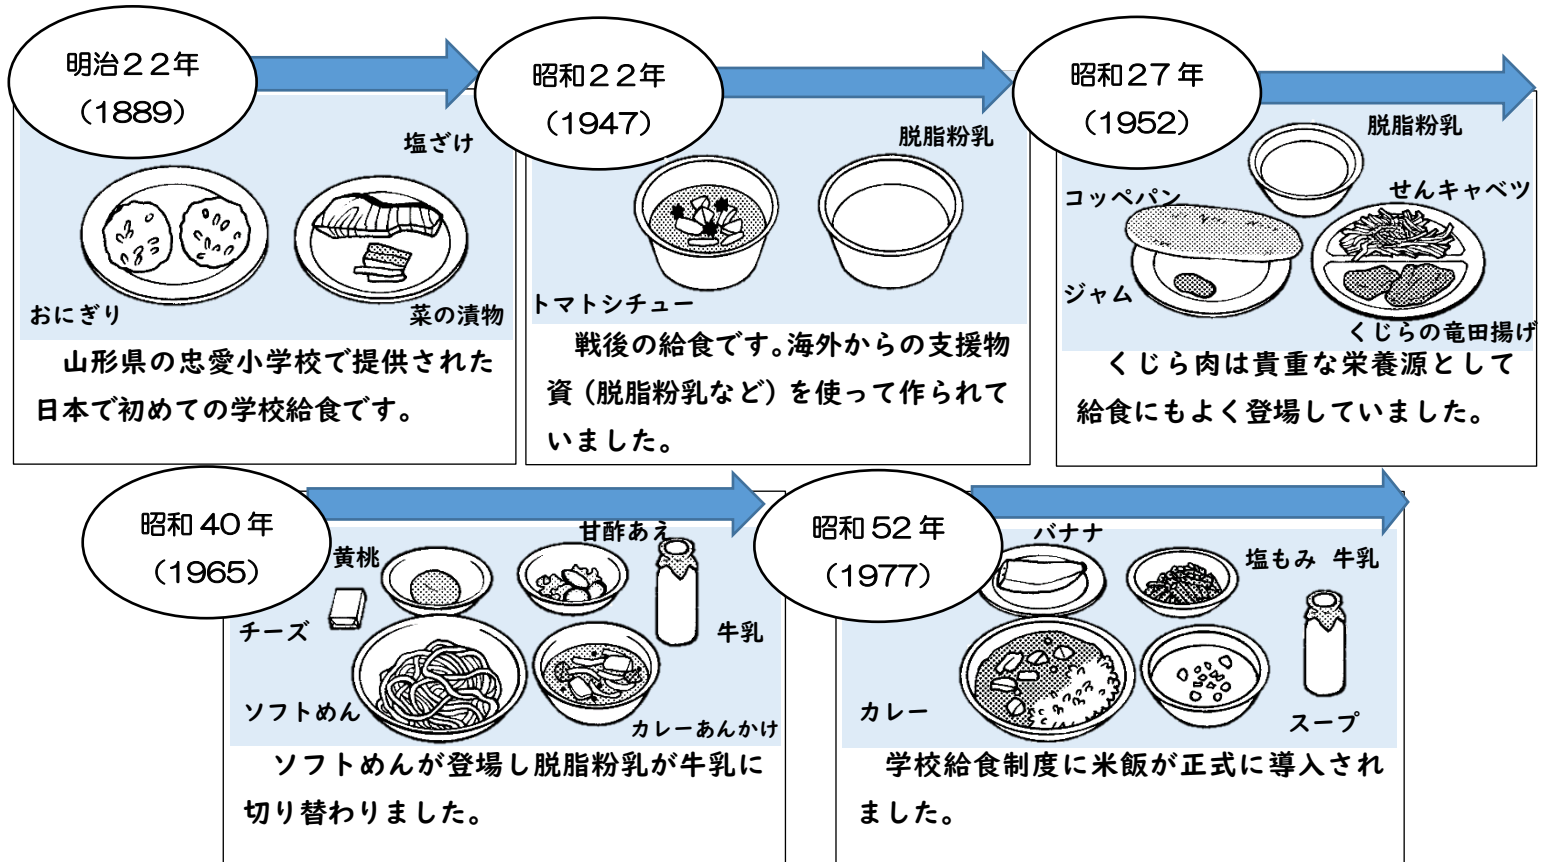 明治２２年
（1889）
塩ざけ
おにぎり
菜の漬物
山形県の忠愛小学校で提供された
日本で初めての学校給食です。
昭和２２年
（1947）
脱脂粉乳
トマトシチュー
戦後の給食です。海外からの支援物
資（脱脂粉乳など）を使って作られて
いました。
昭和２７年
（1952）
脱脂粉乳
コッペパン
せんキャベツ
ジャム
くじらの竜田揚げ
くじら肉は貴重な栄養源として
給食にもよく登場していました。
昭和 40 年
（1965）
甘酢あえ
黄桃
チーズ
牛乳
ソフトめん
カレーあんかけ
ソフトめんが登場し脱脂粉乳が牛乳に
切り替わりました。
昭和 52 年
（1977）
バナナ
塩もみ 牛乳
カレー
スープ
学校給食制度に米飯が正式に導入され
ました。